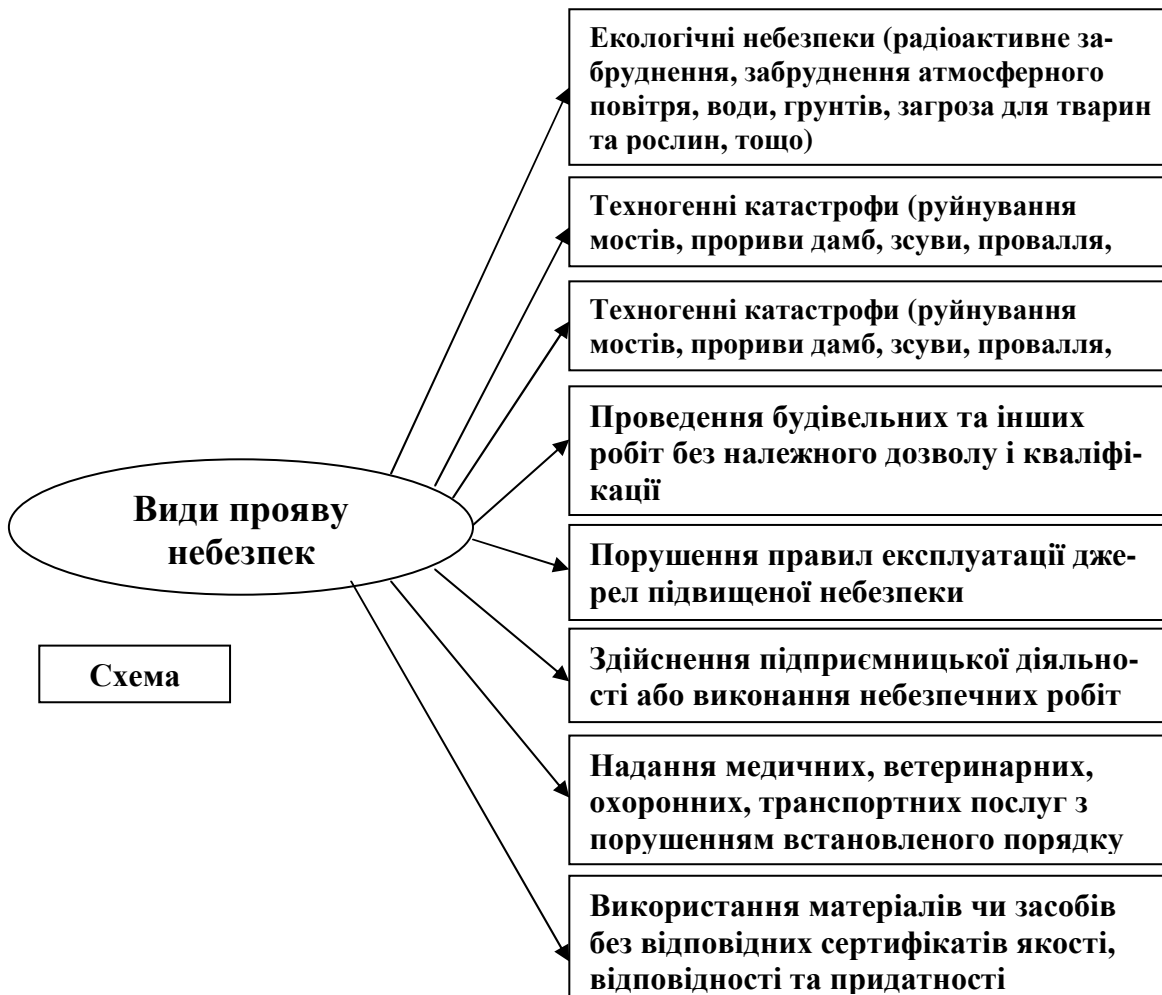 Екологічні небезпеки (радіоактивне за-
бруднення, забруднення атмосферного
повітря, води, грунтів, загроза для тварин
та рослин, тощо)
Техногенні катастрофи (руйнування
мостів, прориви дамб, зсуви, провалля,
Техногенні катастрофи (руйнування
мостів, прориви дамб, зсуви, провалля,
Проведення будівельних та інших
робіт без належного дозволу і кваліфі-
кації
Види прояву
небезпек
Порушення правил експлуатації дже-
рел підвищеної небезпеки
Схема
Здійснення підприємницької діяльно-
сті або виконання небезпечних робіт
Надання медичних, ветеринарних,
охоронних, транспортних послуг з
порушенням встановленого порядку
Використання матеріалів чи засобів
без відповідних сертифікатів якості,
відповідності та придатності